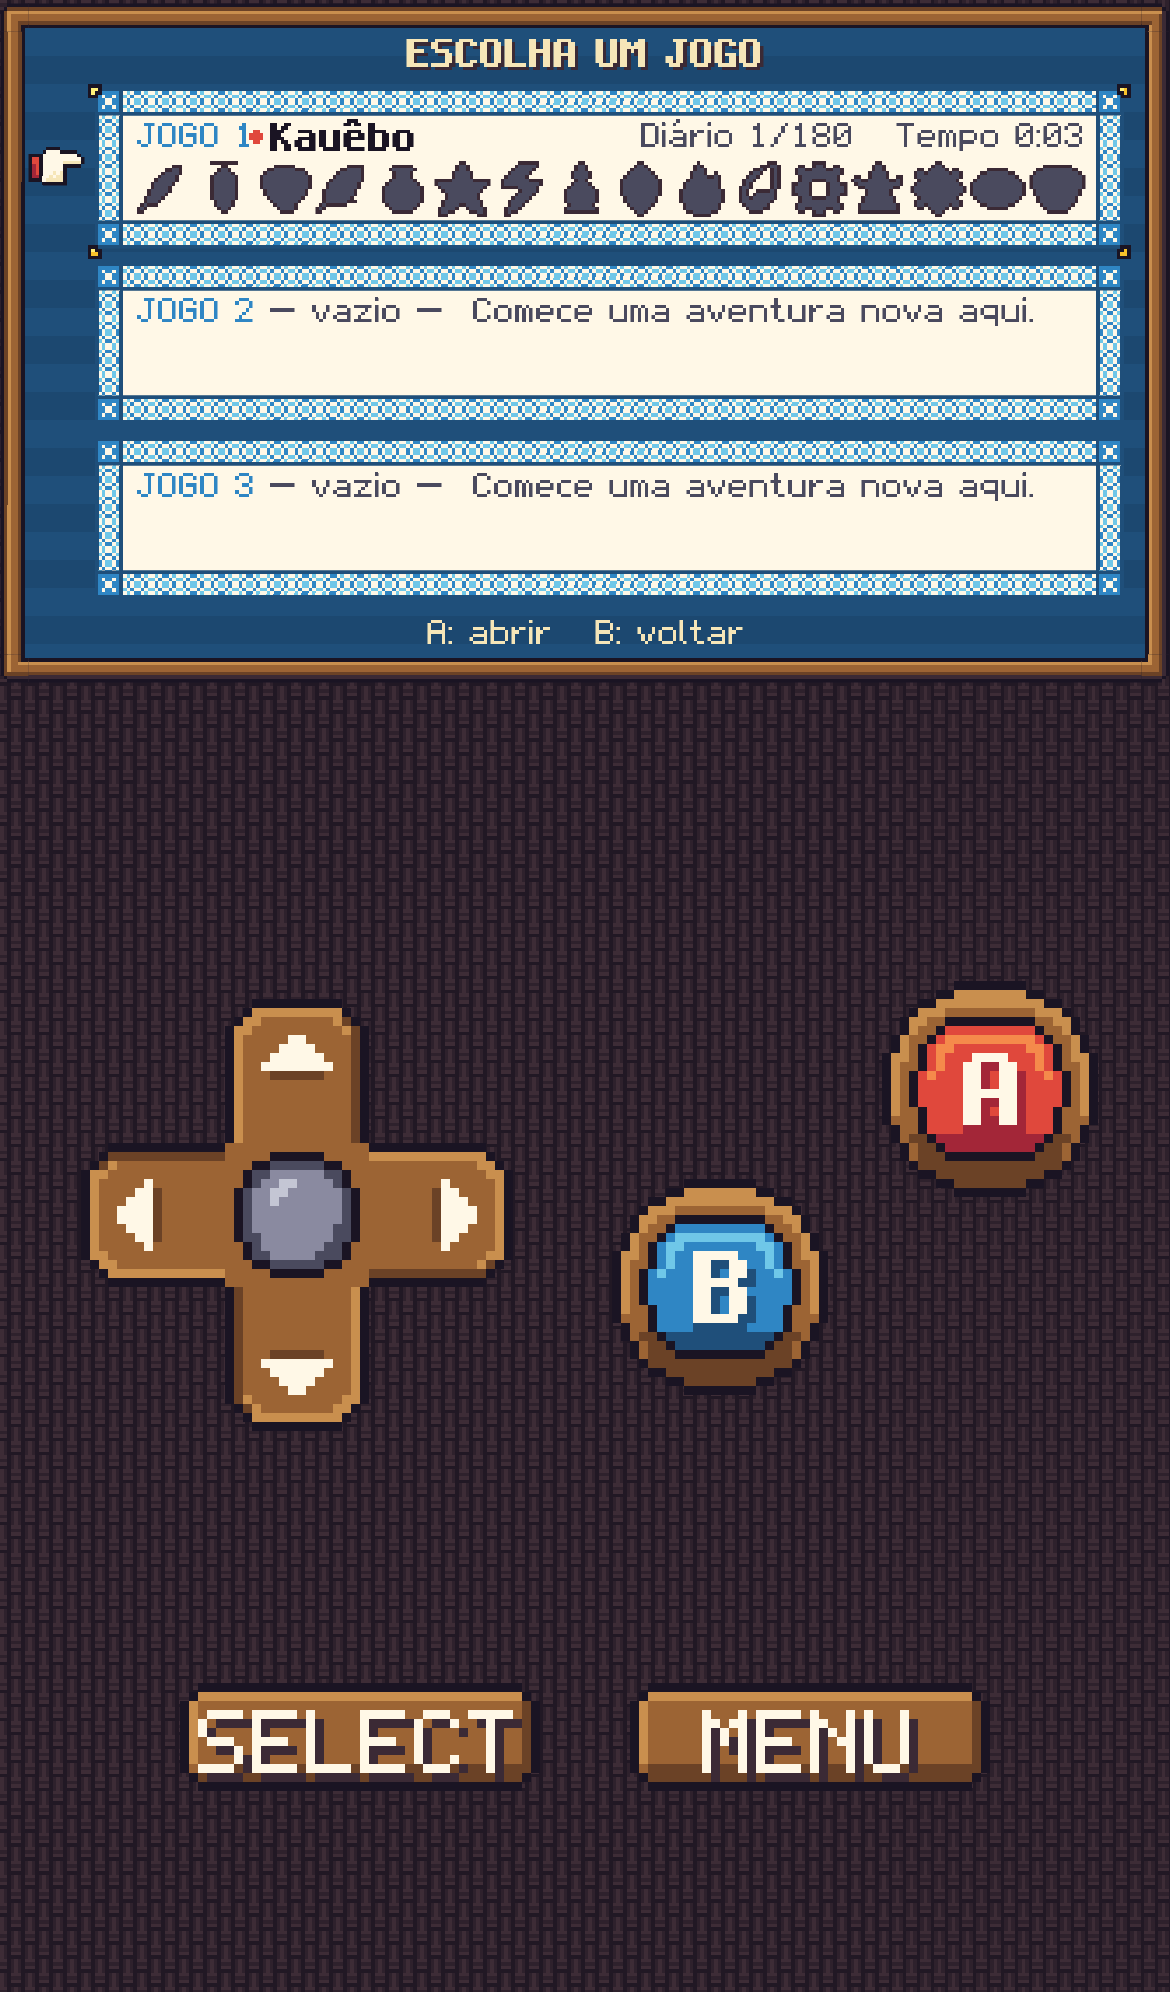 ESCOLHA UM JOGO
JOGO 1 Kauêbo Diário 1/180 Tempo 0:03
JOGO 2 — vazio — Comece uma aventura nova aqui.
JOGO 3 — vazio — Comece uma aventura nova aqui.
A: abrir B: voltar
A
B
SELECT MENU